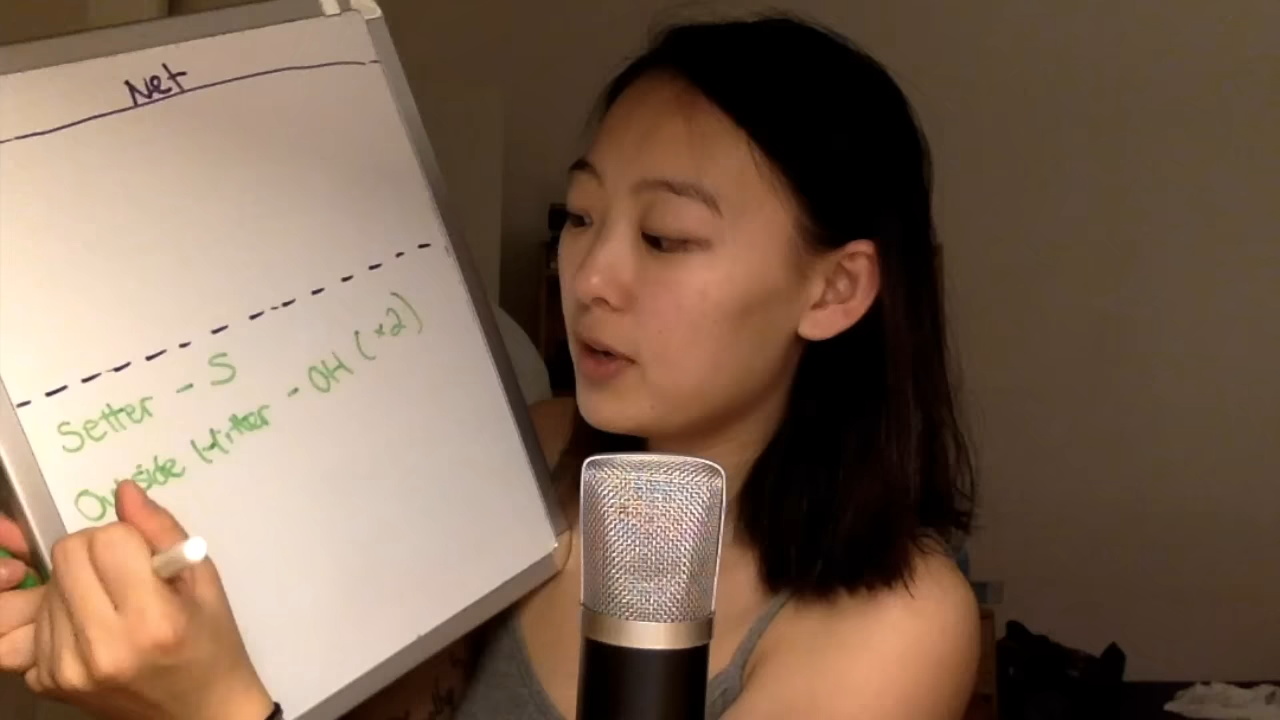 Net
Setter - S
Outside Hitter - OH (x2)